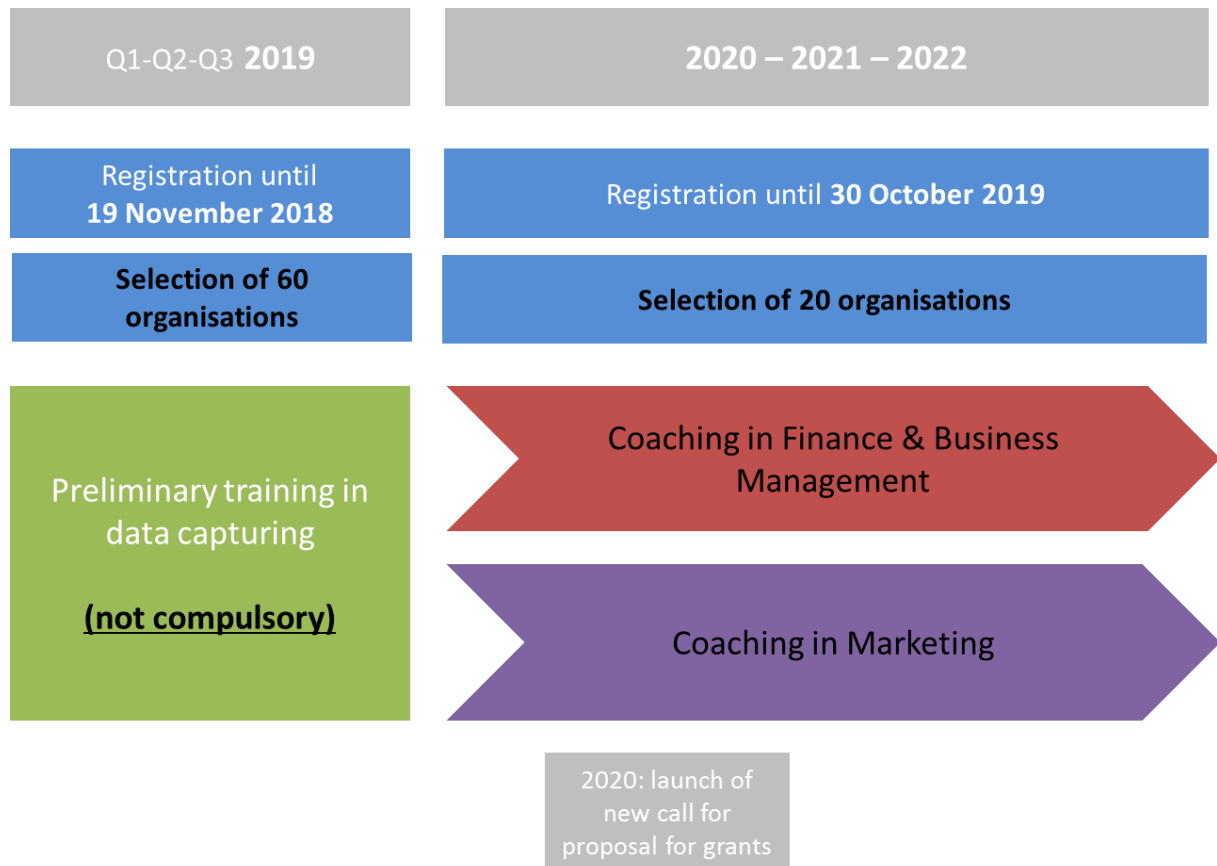 Q1-Q2-Q3 2019
2020 – 2021 – 2022
Registration until
19 November 2018
Registration until 30 October 2019
Selection of 60
organisations
Selection of 20 organisations
Preliminary training in
data capturing
(not compulsory)
Coaching in Finance & Business
Management
Coaching in Marketing
2020: launch of
new call for
proposal for grants